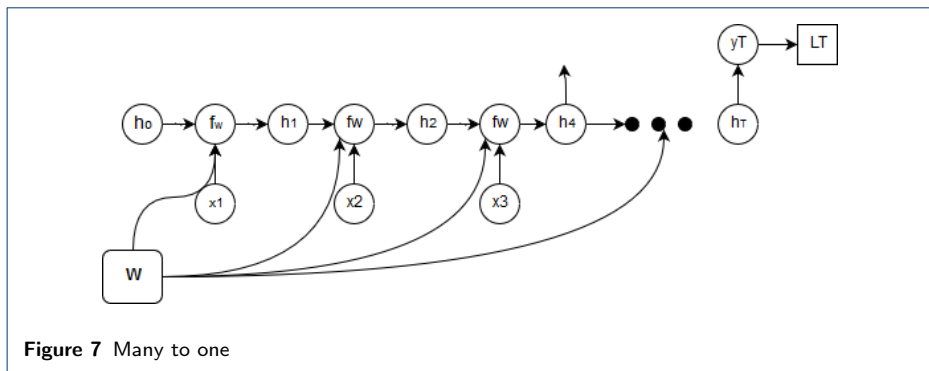 yT LT
h0 fw h1 fw h2 fw h4 hT
x1 x2 x3
W
Figure 7 Many to one